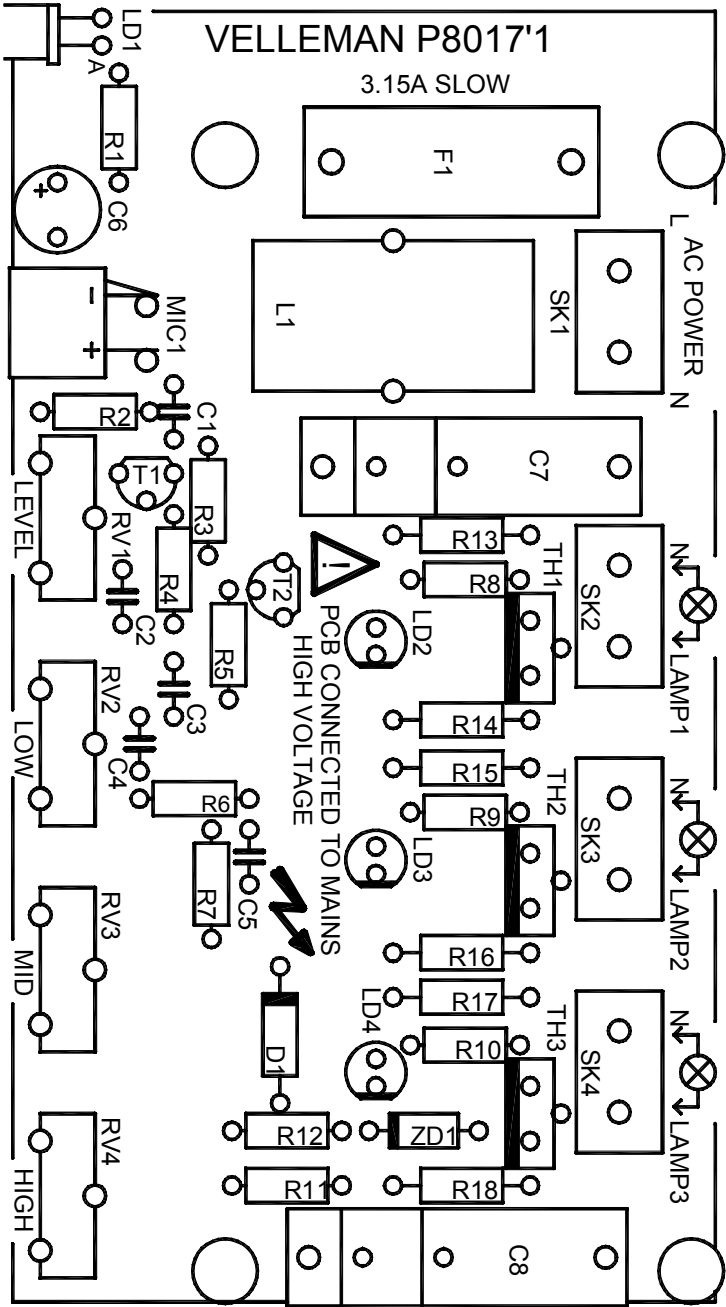 VELLEMAN P8017'1
3.15A SLOW
LD1
A
R1
F1
+
C6
L AC POWER N
SK1
L1
-
+
MIC1
R2
C1
C7
LEVEL
RV1
T1
R3
R4
C2
R13
R8
TH1
SK2
N
LAMP1
T2
!
R5
LD2
PCB CONNECTED TO MAINS
HIGH VOLTAGE
C3
R14
RV2
LOW
C4
R15
R6
R9
TH2
SK3
N
LAMP2
LD3
R7
C5
R16
RV3
MID
R17
LD4
D1
R10
TH3
SK4
N
LAMP3
R12
ZD1
RV4
HIGH
R11
R18
C8